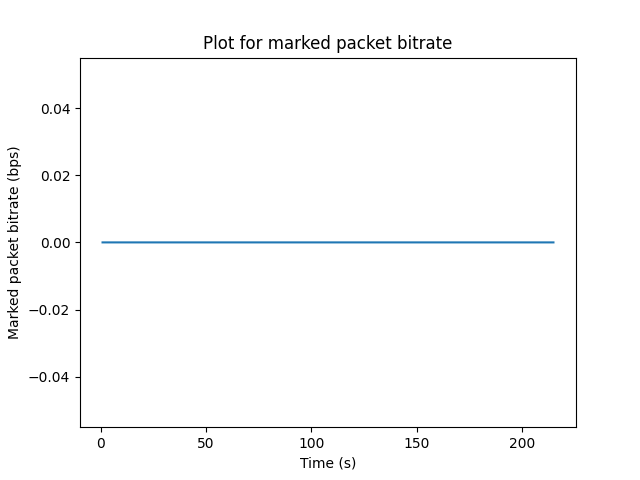 Plot for marked packet bitrate
Marked packet bitrate (bps)
0.04
0.02
0.00
−0.02
−0.04
0 50 100 150 200
Time (s)